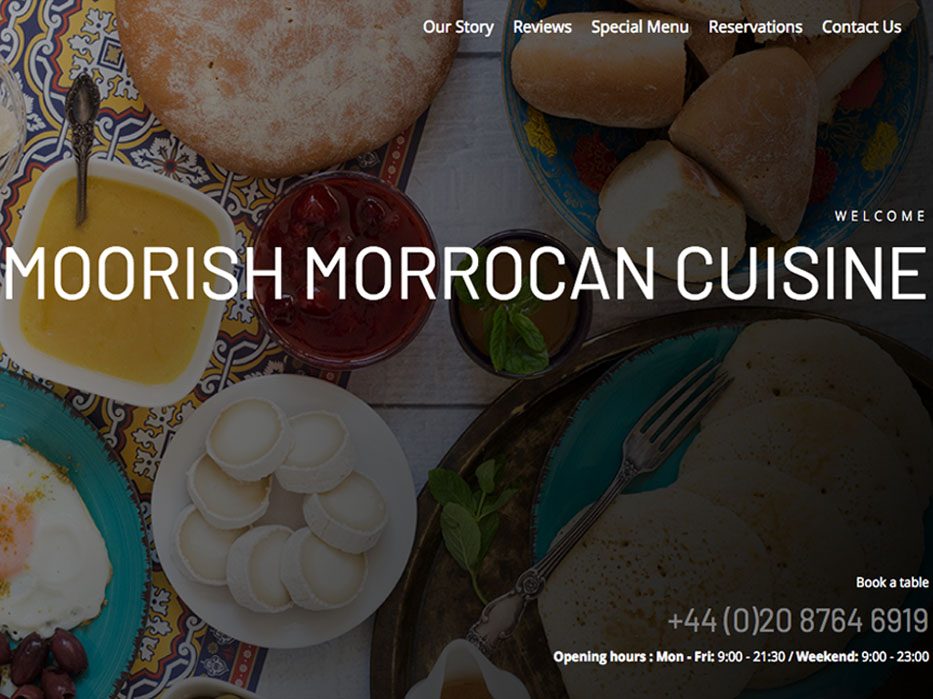 Our Story Reviews Special Menu Reservations Contact Us
WELCOME
MOORISH MORROCAN CUISINE
Book a table
+44 (0)20 8764 6919
Opening hours : Mon - Fri: 9:00 - 21:30 / Weekend: 9:00 - 23:00